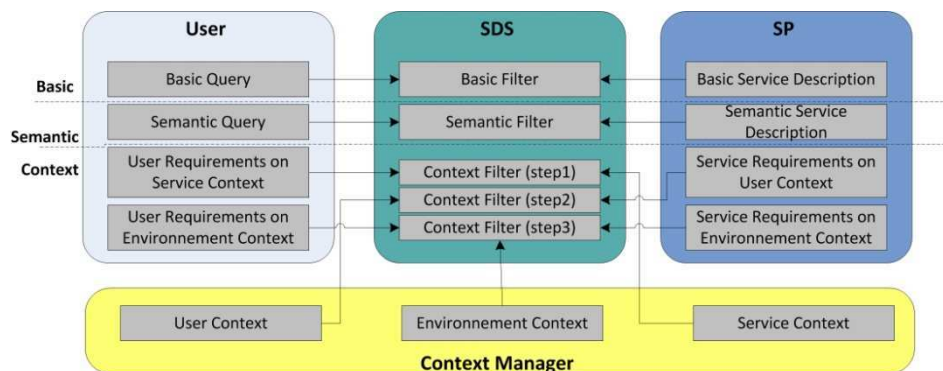 User
SDS
SP
Basic
Basic Query
Basic Filter
Basic Service Description
Semantic
Semantic Query
Semantic Filter
Semantic Service
Description
Context
User Requirements on
Service Context
Context Filter (step1)
Service Requirements on
User Context
Context Filter (step2)
User Requirements on
Environnement Context
Context Filter (step3)
Service Requirements on
Environnement Context
User Context
Environnement Context
Service Context
Context Manager